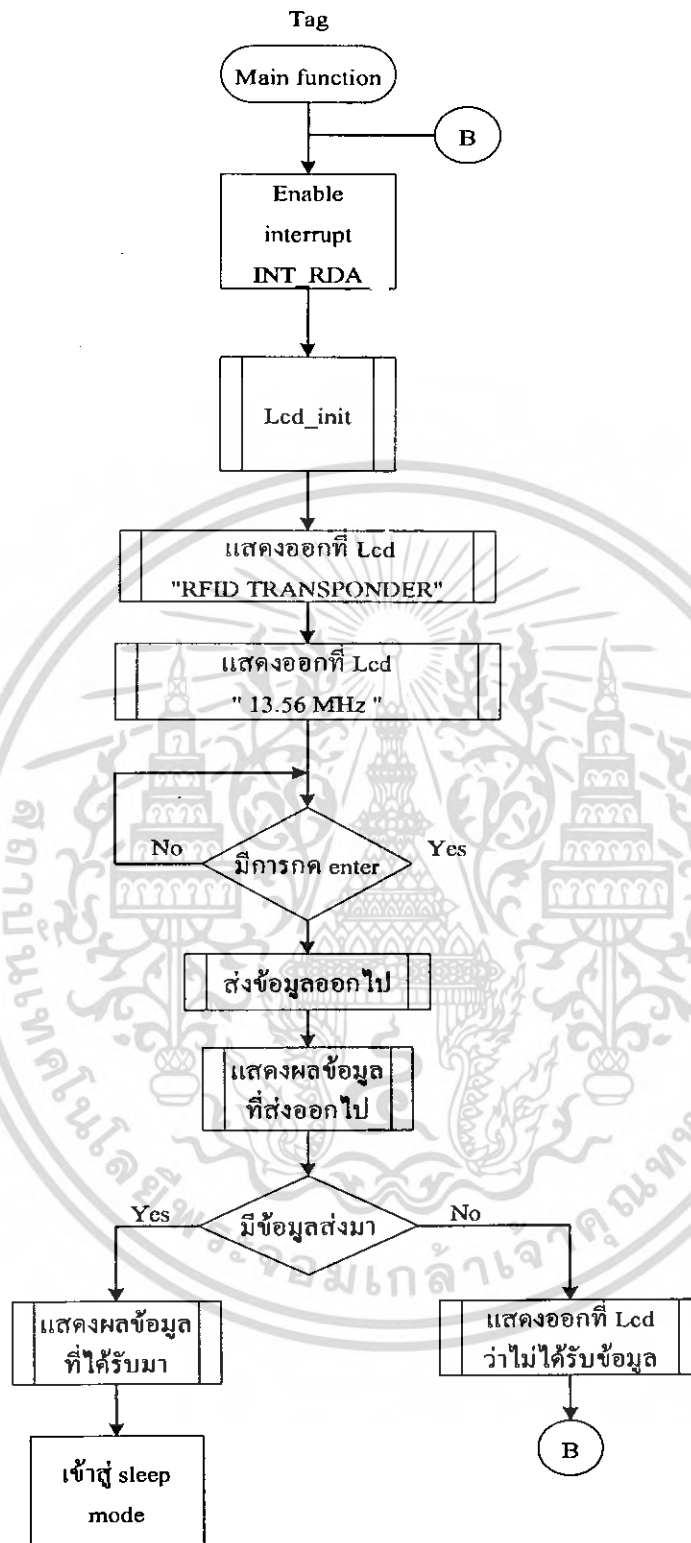 Tag
Main function
B
Enable
interrupt
INT_RDA
Lcd_init
แสดงออกที่ Lcd
"RFID TRANSPONDER"
แสดงออกที่ Lcd
" 13.56 MHz "
No
มีการกด enter
Yes
ส่งข้อมูลออกไป
แสดงผลข้อมูล
ที่ส่งออกไป
Yes
มีข้อมูลส่งมา
No
แสดงผลข้อมูล
ที่ได้รับมา
แสดงออกที่ Lcd
ว่าไม่ได้รับข้อมูล
B
เข้าสู่ sleep
mode